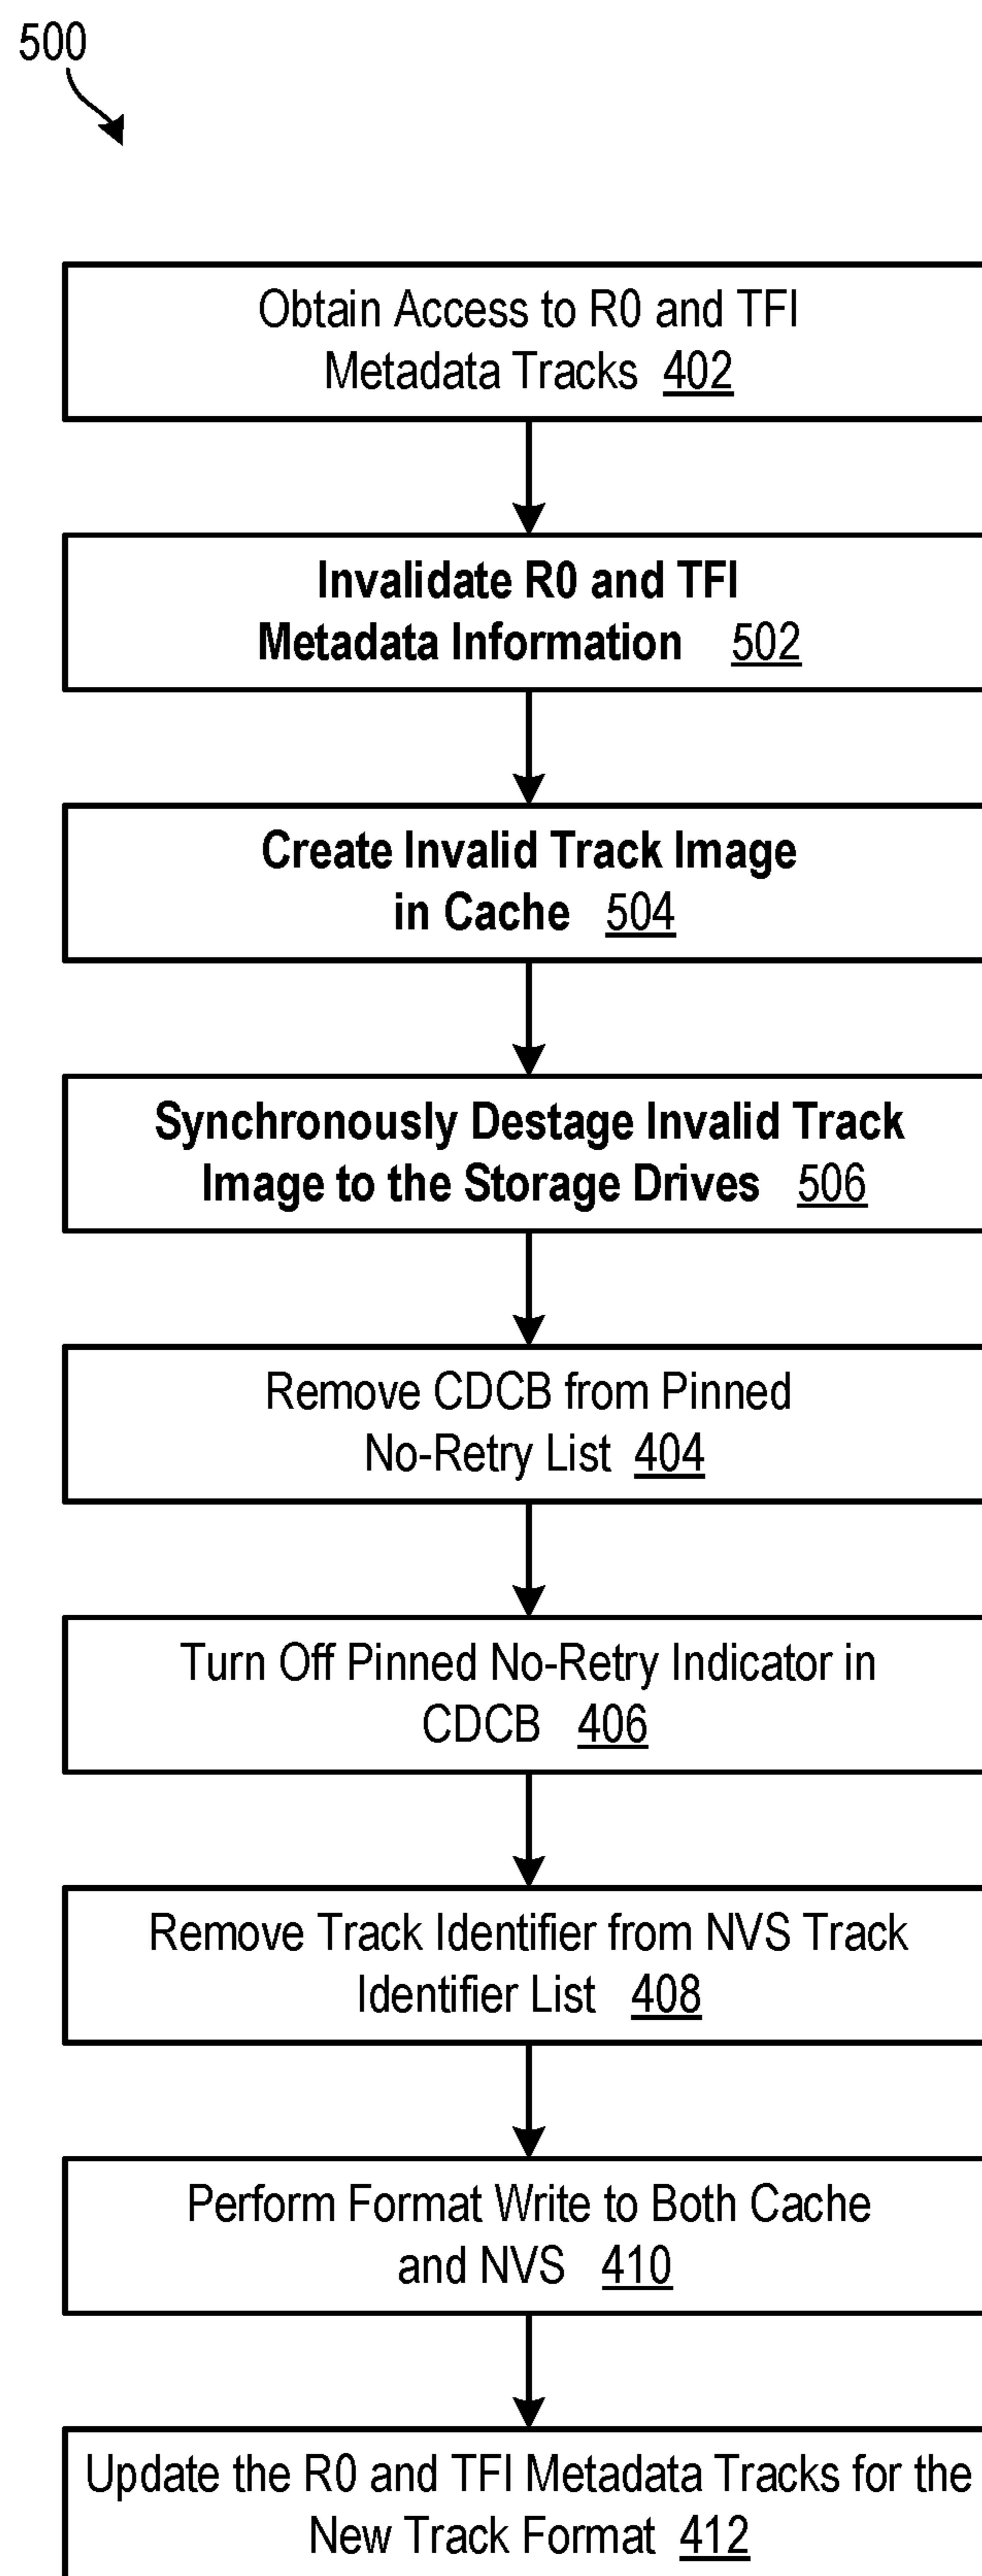 500
Obtain Access to R0 and TFI
Metadata Tracks 402
Invalidate R0 and TFI
Metadata Information 502
Create Invalid Track Image
in Cache 504
Synchronously Destage Invalid Track
Image to the Storage Drives 506
Remove CDCB from Pinned
No-Retry List 404
Turn Off Pinned No-Retry Indicator in
CDCB 406
Remove Track Identifier from NVS Track
Identifier List 408
Perform Format Write to Both Cache
and NVS 410
Update the R0 and TFI Metadata Tracks for the
New Track Format 412